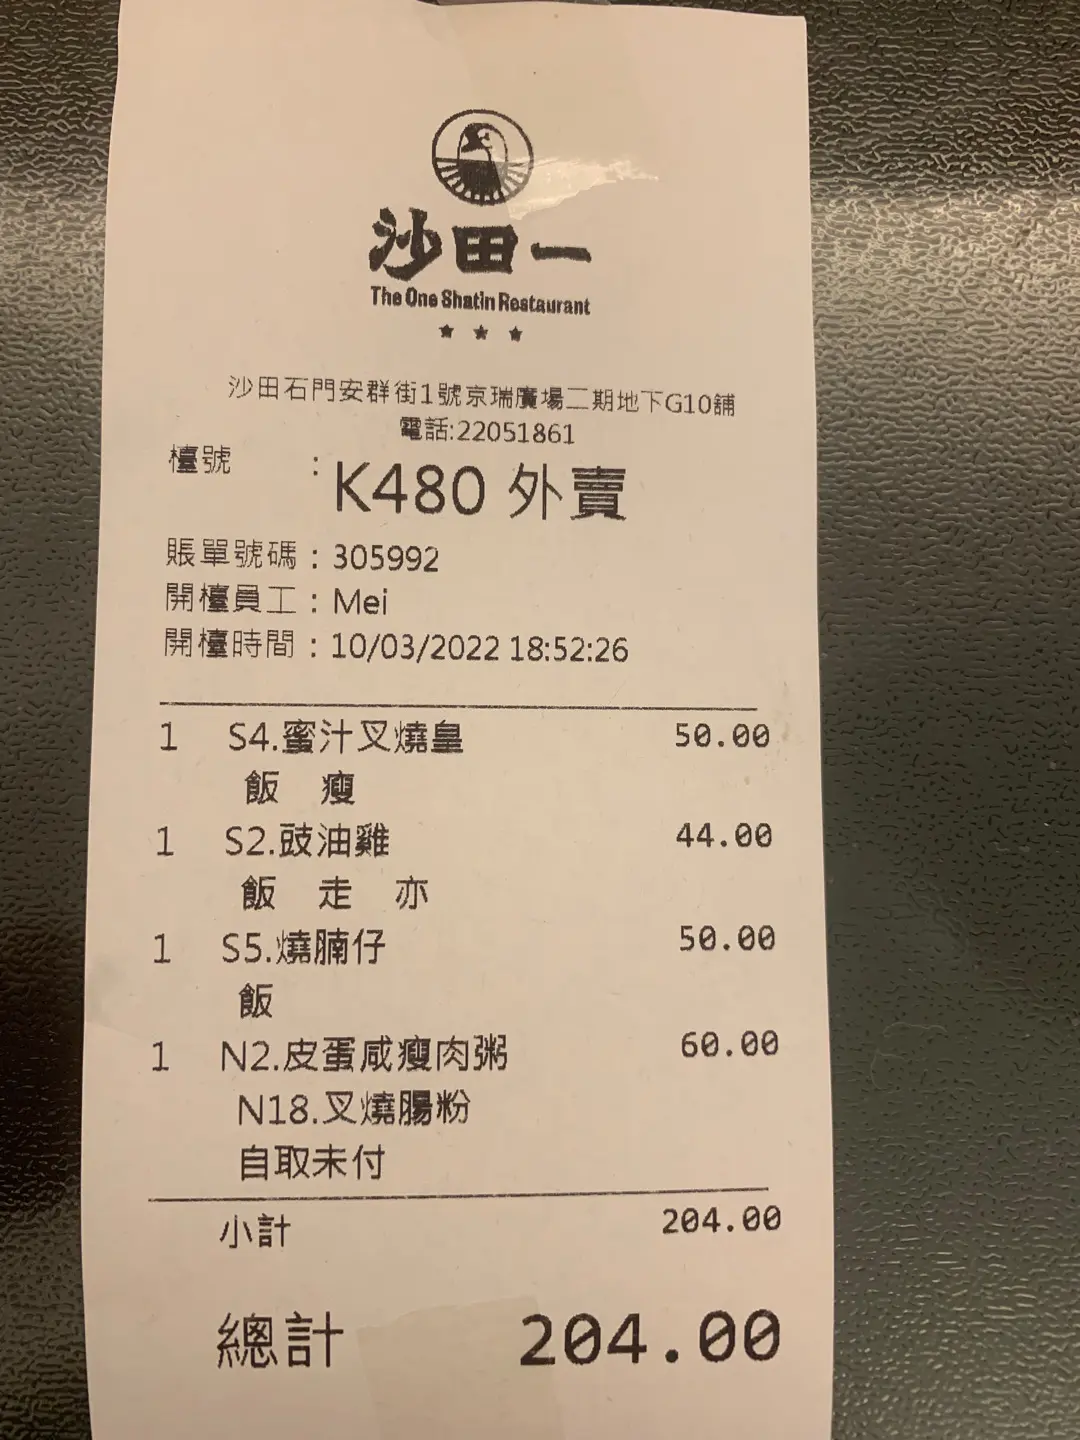 沙田一
The One Shatin Restaurant
★ ★ ★
沙田石門安群街1號京瑞廣場二期地下G10舖
電話:22051861
檯號 : K480 外賣
賬單號碼 : 305992
開檯員工 : Mei
開檯時間 : 10/03/2022 18:52:26
1 S4.蜜汁叉燒皇 50.00
飯 瘦
1 S2.豉油雞 44.00
飯 走 亦
1 S5.燒腩仔 50.00
飯
1 N2.皮蛋咸瘦肉粥 60.00
N18.叉燒腸粉
自取未付
小計 204.00
總計 204.00